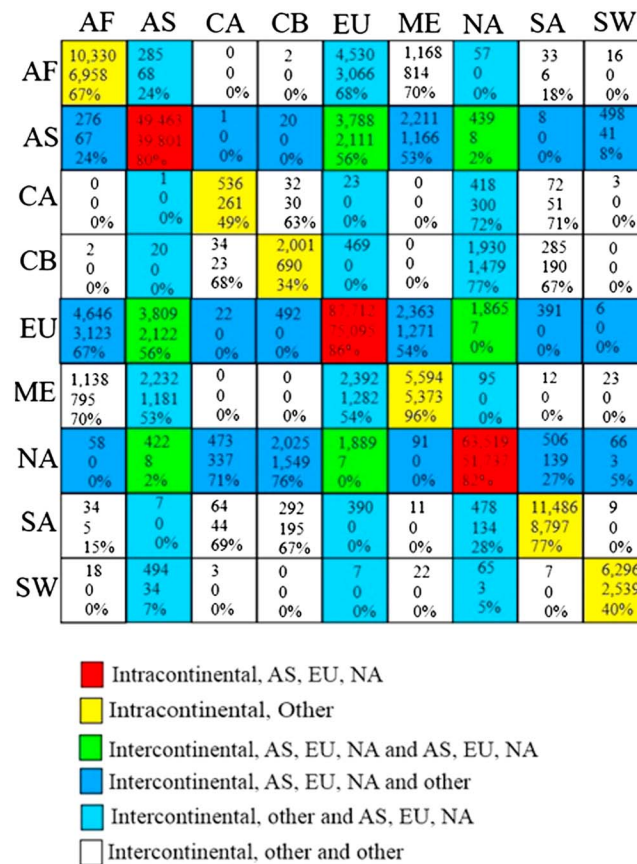 AF AS CA CB EU ME NA SA SW
10,330 285 0 2 4,530 1,168 57 33 16
AF 6,958 68 0 0 3,066 814 0 6 0
67% 24% 0% 0% 68% 70% 0% 18% 0%
276 49,463 1 20 3,788 2,211 439 8 498
AS 67 39,801 0 0 2,111 1,166 8 0 41
24% 80% 0% 0% 56% 53% 2% 0% 8%
0 1 536 32 23 0 418 72 3
CA 0 0 261 30 0 0 300 51 0
0% 0% 49% 63% 0% 0% 72% 71% 0%
2 20 34 2,001 469 0 1,930 285 0
CB 0 0 23 690 0 0 1,479 190 0
0% 0% 68% 34% 0% 0% 77% 67% 0%
4,646 3,809 22 492 87,712 2,363 1,865 391 6
EU 3,123 2,122 0 0 75,095 1,271 7 0 0
67% 56% 0% 0% 86% 54% 0% 0% 0%
1,138 2,232 0 0 2,392 5,594 95 12 23
ME 795 1,181 0 0 1,282 5,373 0 0 0
70% 53% 0% 0% 54% 96% 0% 0% 0%
58 422 473 2,025 1,889 91 63,519 506 66
NA 0 8 337 1,549 7 0 51,737 139 3
0% 2% 71% 76% 0% 0% 82% 27% 5%
34 7 64 292 390 11 478 11,486 9
SA 5 0 44 195 0 0 134 8,797 0
15% 0% 69% 67% 0% 0% 28% 77% 0%
18 494 3 0 7 22 65 7 6,296
SW 0 34 0 0 0 0 3 0 2,539
0% 7% 0% 0% 0% 0% 5% 0% 40%
Intracontinental, AS, EU, NA
Intracontinental, Other
Intercontinental, AS, EU, NA and AS, EU, NA
Intercontinental, AS, EU, NA and other
Intercontinental, other and AS, EU, NA
Intercontinental, other and other